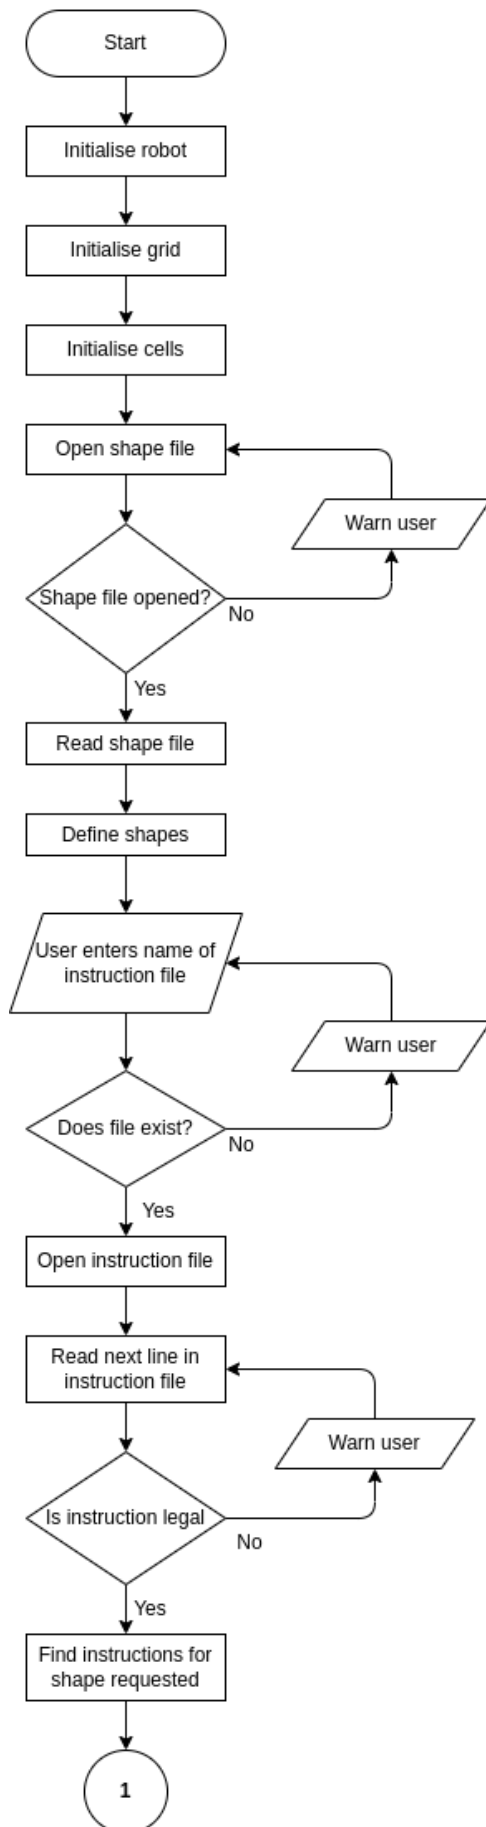 Start
Initialise robot
Initialise grid
Initialise cells
Open shape file
Warn user
Shape file opened?
No
Yes
Read shape file
Define shapes
User enters name of
instruction file
Warn user
Does file exist?
No
Yes
Open instruction file
Read next line in
instruction file
Warn user
Is instruction legal
No
Yes
Find instructions for
shape requested
1